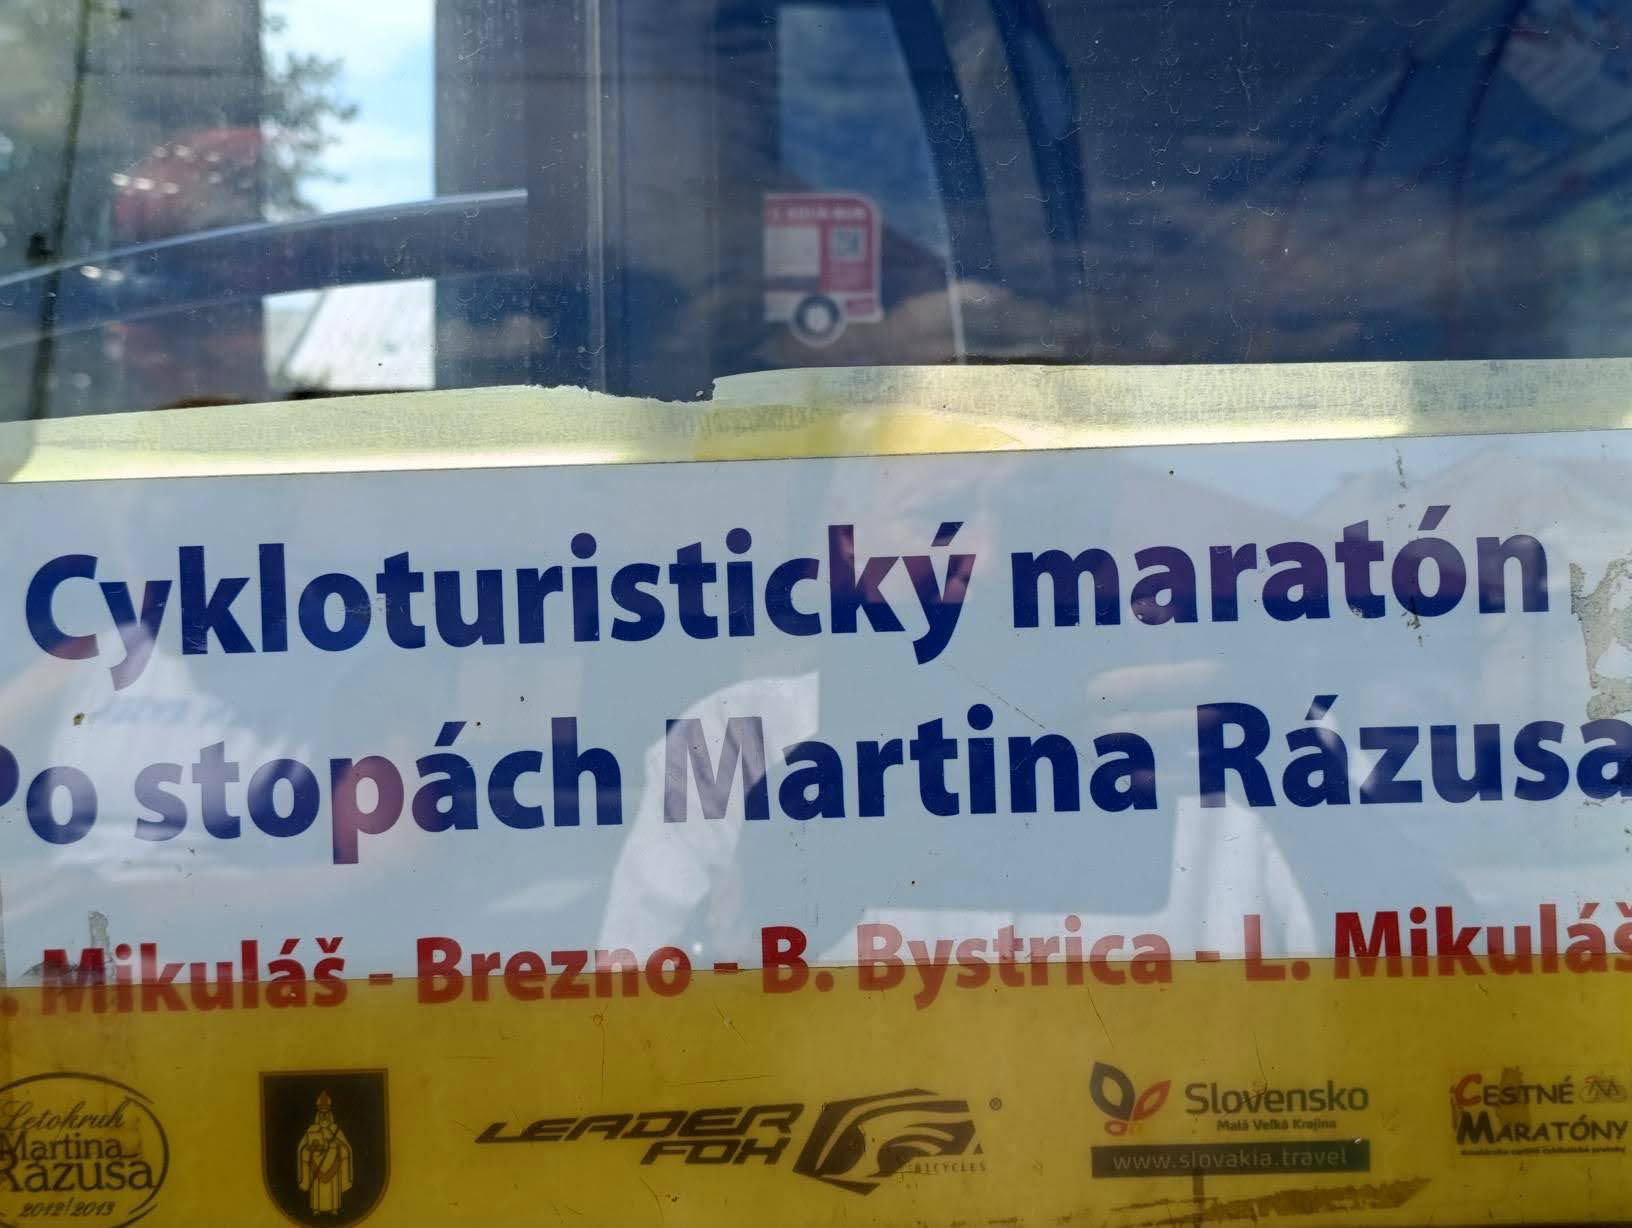 Cykloturistický maratón
Po stopách Martina Rázusa
. Mikuláš - Brezno - B. Bystrica - L. Mikuláš
Letokruh
Martina
Rázusa
2012/2013
LEADER
FOX
®
BICYCLES
Slovensko
Malá Veľká Krajina
www.slovakia.travel
CESTNÉ
MARATÓNY